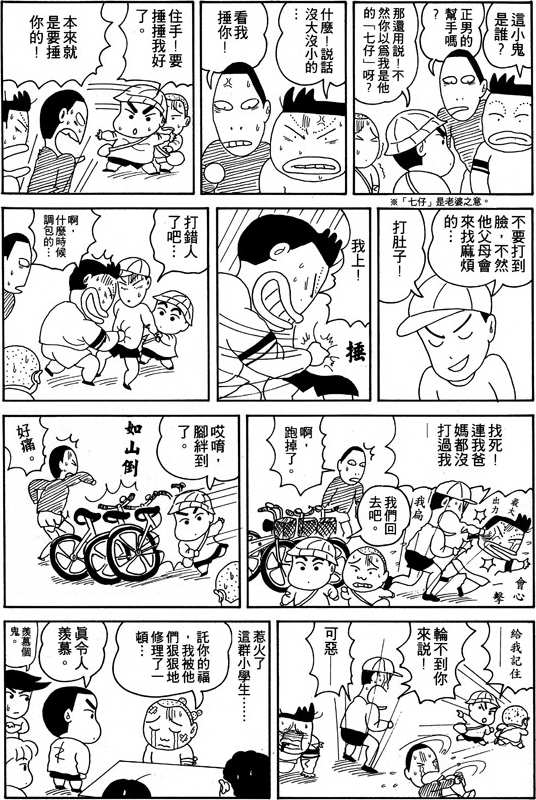 這小鬼
是誰?
正男的
幫手嗎
?
那還用說!不
然你以為我是他
的「七仔」呀?
※「七仔」是老婆之意。
什麼!說話
沒大沒小的
…
看我
捶你!
住手!要
捶捶我好
了。
本來就
是要捶
你的!
不要打到
臉,不然
他父母會
來找麻煩
的…
打肚子!
我上!
捶
打錯人
了吧…
啊,
什麼時候
調包的…
找死!
連我爸
媽都沒
打過我
──
最大
出力
我扁
會心
一擊
我們回
去吧。
啊,
跑掉了。
哎唷,
腳絆到
了。
如山倒
好痛。
給我記住
──
輪不到你
來說!
可惡──
惹火了
這群小學生……
託你的福
,我被他
們狠狠地
修理了一
頓…
真令人
羨慕。
羨慕個
鬼。